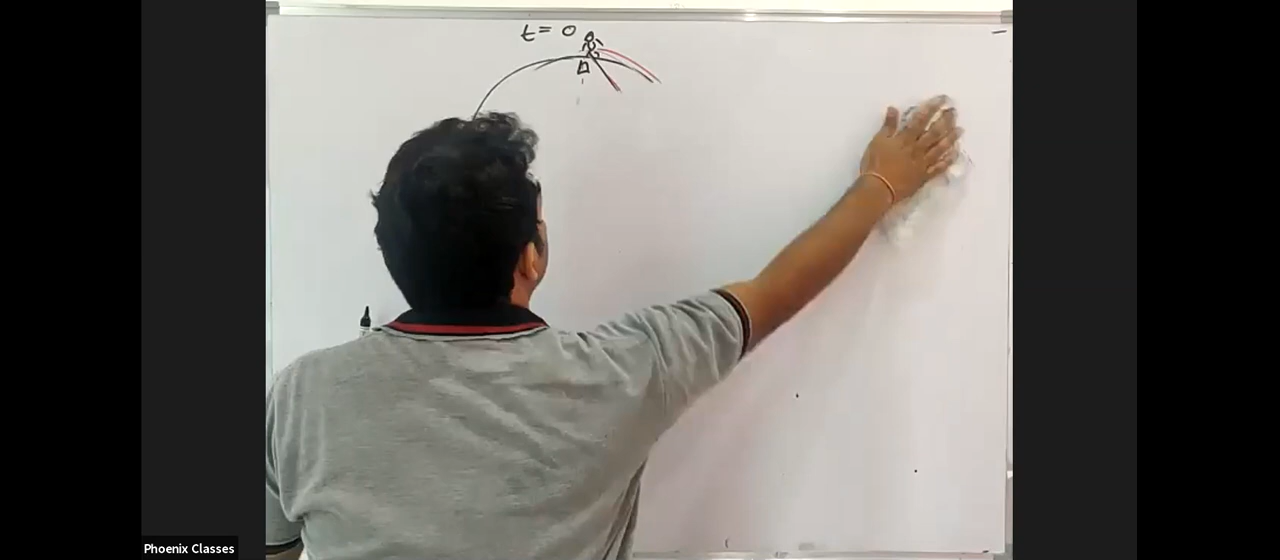 t = 0
Phoenix Classes